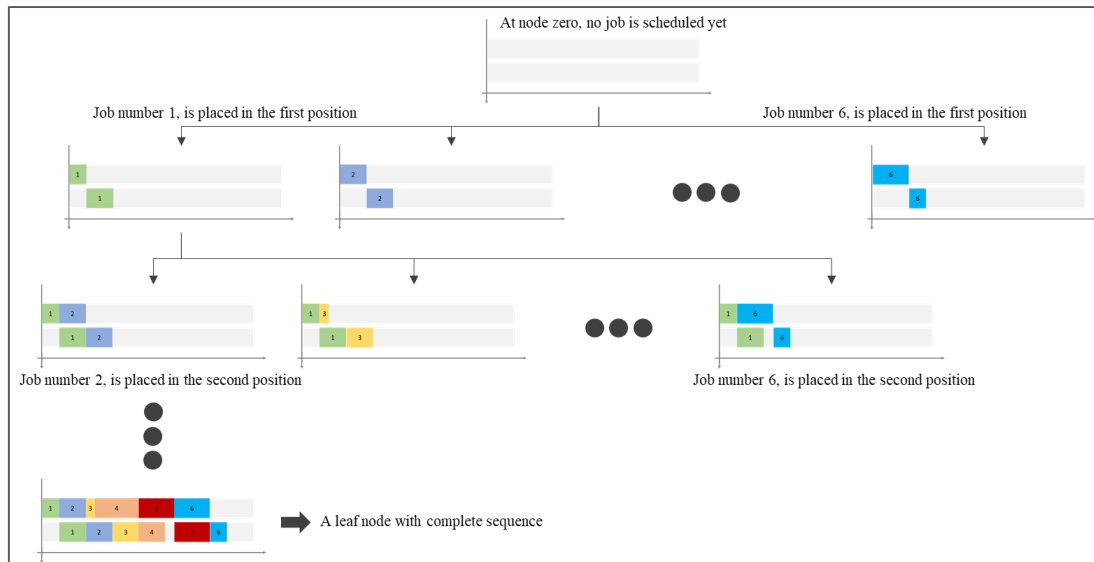 At node zero, no job is scheduled yet
Job number 1, is placed in the first position
Job number 6, is placed in the first position
1
1
2
2
6
6
1 2
1 2
1 3
1 3
1 6
1 6
Job number 2, is placed in the second position
Job number 6, is placed in the second position
1 2 3 4 5 6
1 2 3 4 5 6
A leaf node with complete sequence